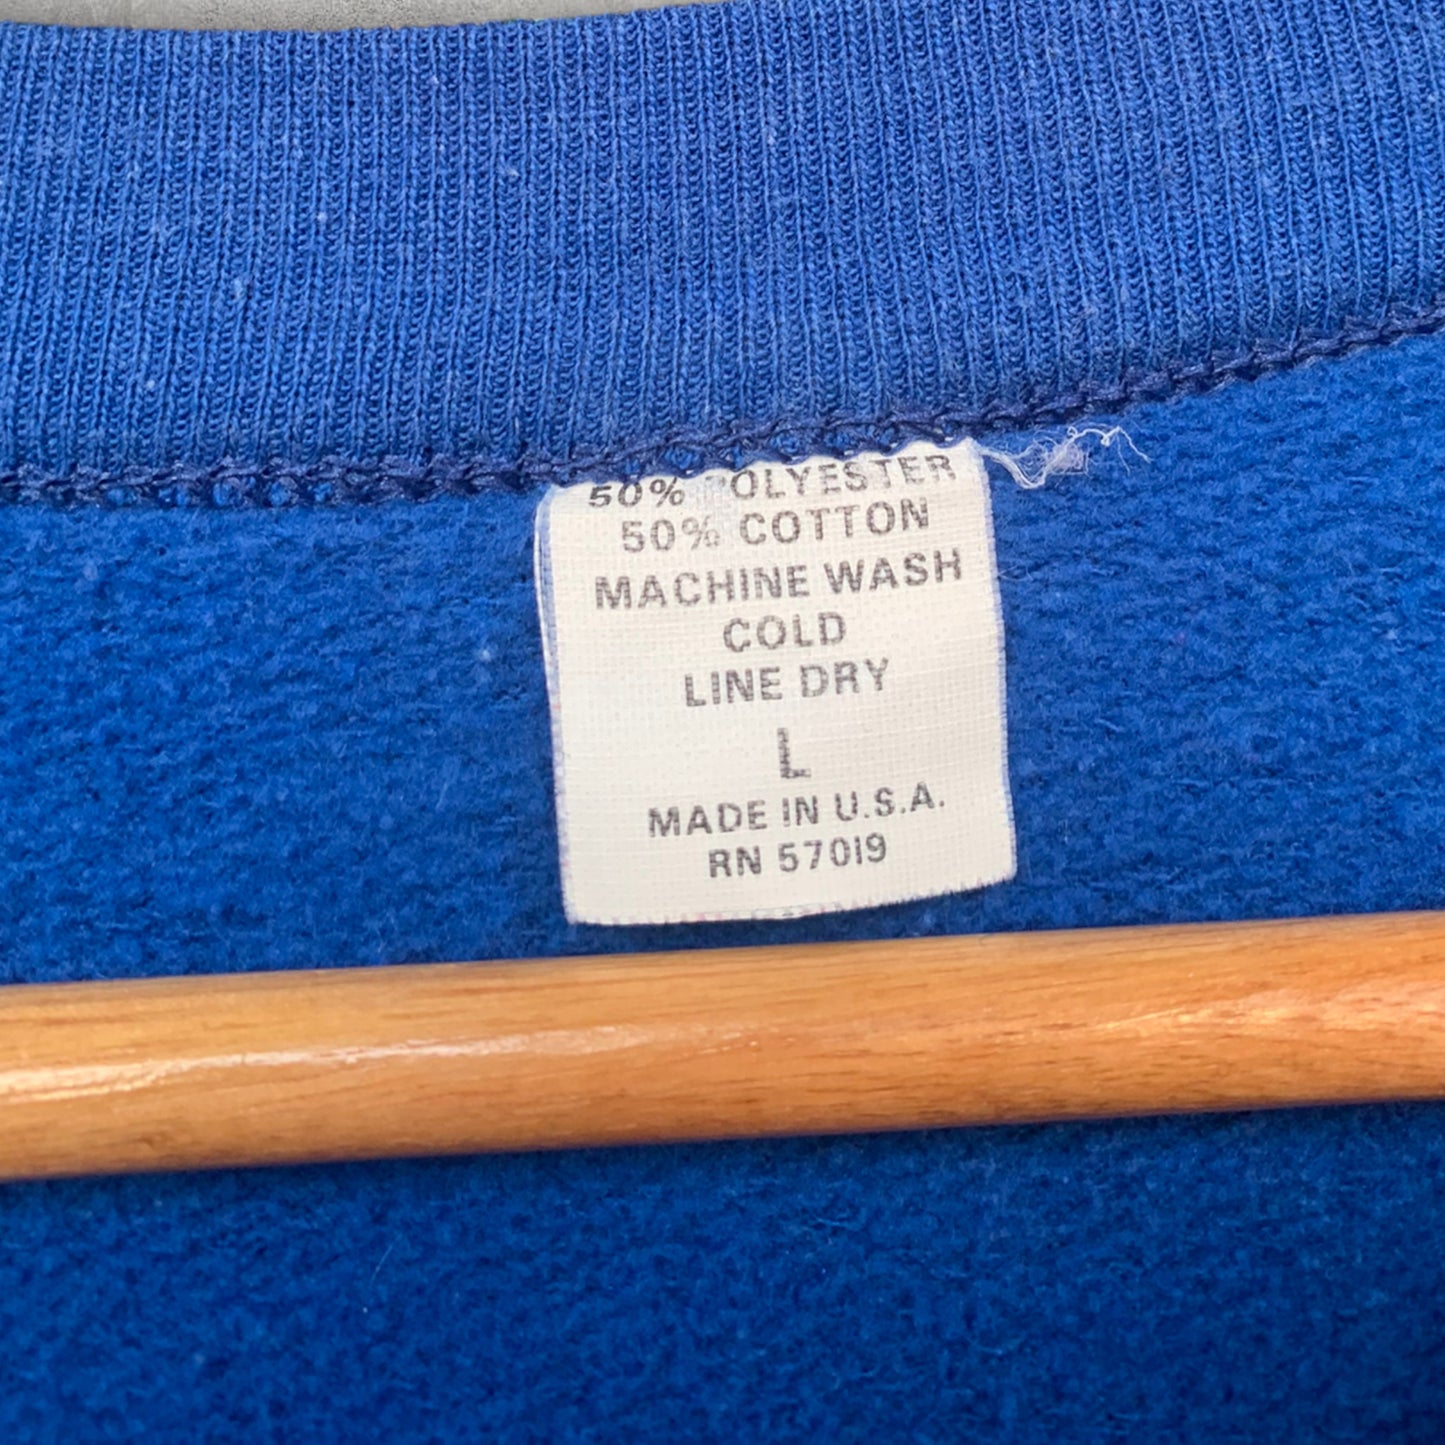 50% POLYESTER
50% COTTON
MACHINE WASH
COLD
LINE DRY
L
MADE IN U.S.A.
RN 57019